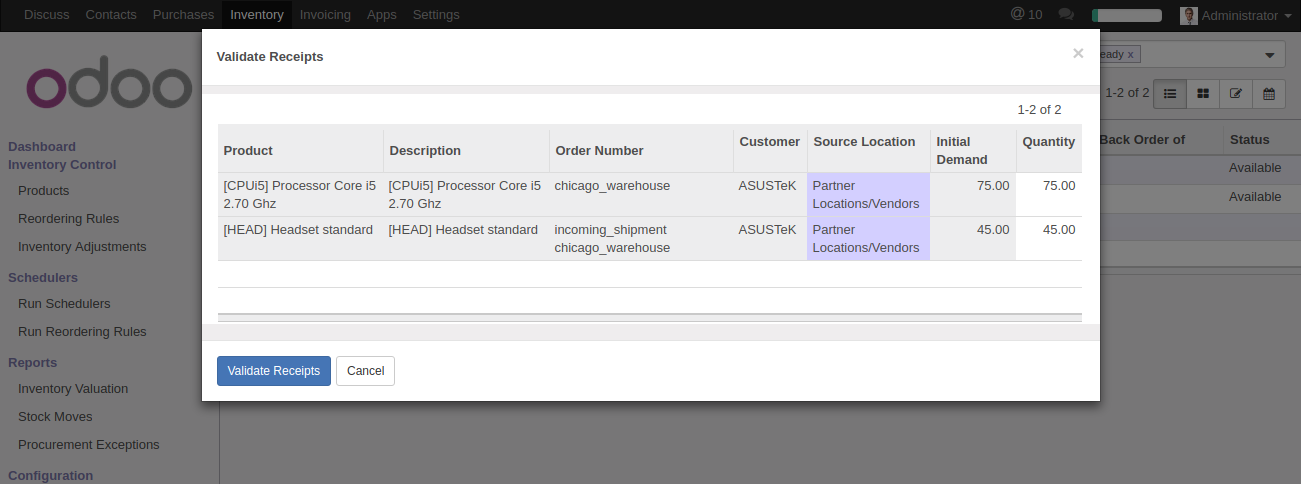 Discuss Contacts Purchases Inventory Invoicing Apps Settings @ 10 Administrator
Validate Receipts ×
odoo
eady x
1-2 of 2
1-2 of 2
Dashboard
Inventory Control
Products
Reordering Rules
Inventory Adjustments
Schedulers
Run Schedulers
Run Reordering Rules
Reports
Inventory Valuation
Stock Moves
Procurement Exceptions
Configuration
Product Description Order Number Customer Source Location Initial Demand Quantity
[CPUi5] Processor Core i5 [CPUi5] Processor Core i5 chicago_warehouse ASUSTeK Partner 75.00 75.00
2.70 Ghz 2.70 Ghz Locations/Vendors
[HEAD] Headset standard [HEAD] Headset standard incoming_shipment ASUSTeK Partner 45.00 45.00
chicago_warehouse Locations/Vendors
Back Order of Status
Available
Available
Validate Receipts Cancel